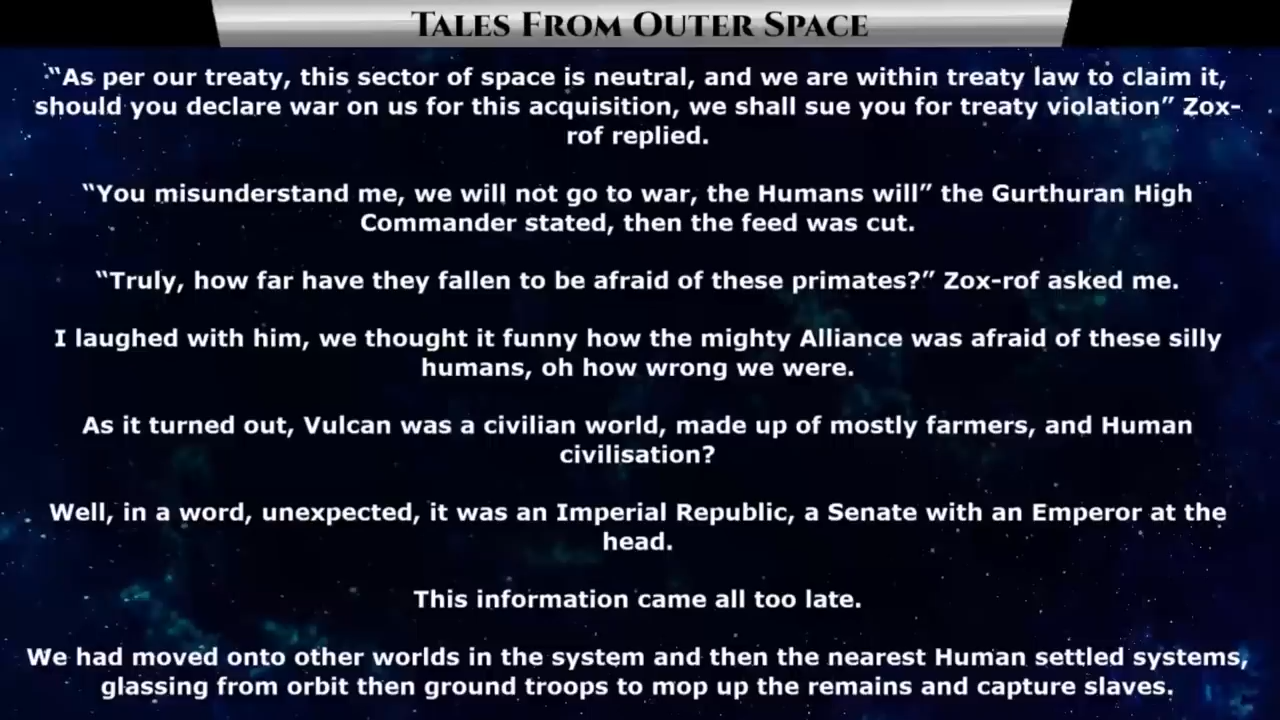 Tales From Outer Space
“As per our treaty, this sector of space is neutral, and we are within treaty law to claim it,
should you declare war on us for this acquisition, we shall sue you for treaty violation” Zox-
rof replied.
“You misunderstand me, we will not go to war, the Humans will” the Gurthuran High
Commander stated, then the feed was cut.
“Truly, how far have they fallen to be afraid of these primates?” Zox-rof asked me.
I laughed with him, we thought it funny how the mighty Alliance was afraid of these silly
humans, oh how wrong we were.
As it turned out, Vulcan was a civilian world, made up of mostly farmers, and Human
civilisation?
Well, in a word, unexpected, it was an Imperial Republic, a Senate with an Emperor at the
head.
This information came all too late.
We had moved onto other worlds in the system and then the nearest Human settled systems,
glassing from orbit then ground troops to mop up the remains and capture slaves.